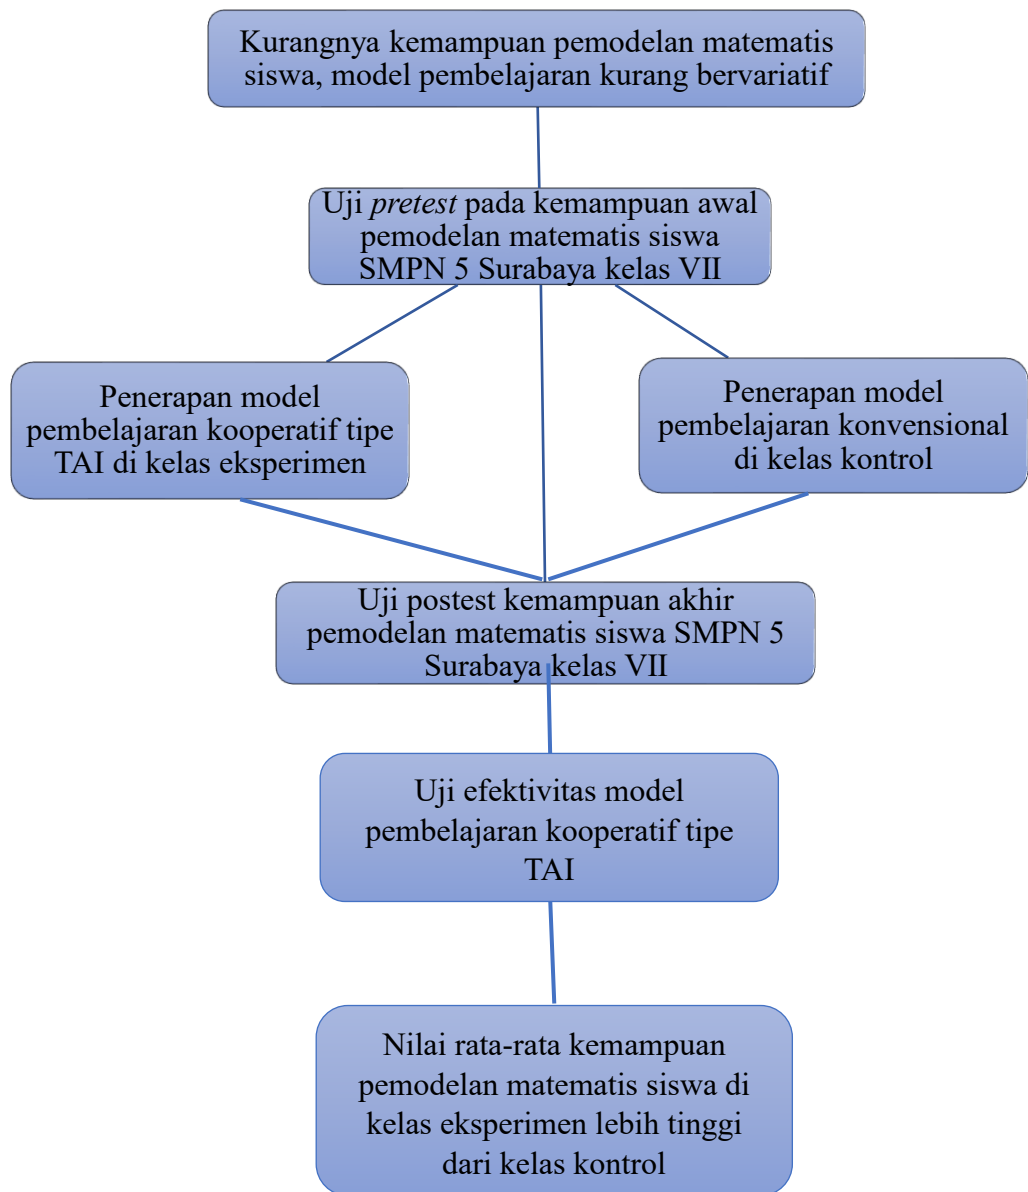 Kurangnya kemampuan pemodelan matematis
siswa, model pembelajaran kurang bervariatif
Uji pretest pada kemampuan awal
pemodelan matematis siswa
SMPN 5 Surabaya kelas VII
Penerapan model
pembelajaran kooperatif tipe
TAI di kelas eksperimen
Penerapan model
pembelajaran konvensional
di kelas kontrol
Uji postest kemampuan akhir
pemodelan matematis siswa SMPN 5
Surabaya kelas VII
Uji efektivitas model
pembelajaran kooperatif tipe
TAI
Nilai rata-rata kemampuan
pemodelan matematis siswa di
kelas eksperimen lebih tinggi
dari kelas kontrol